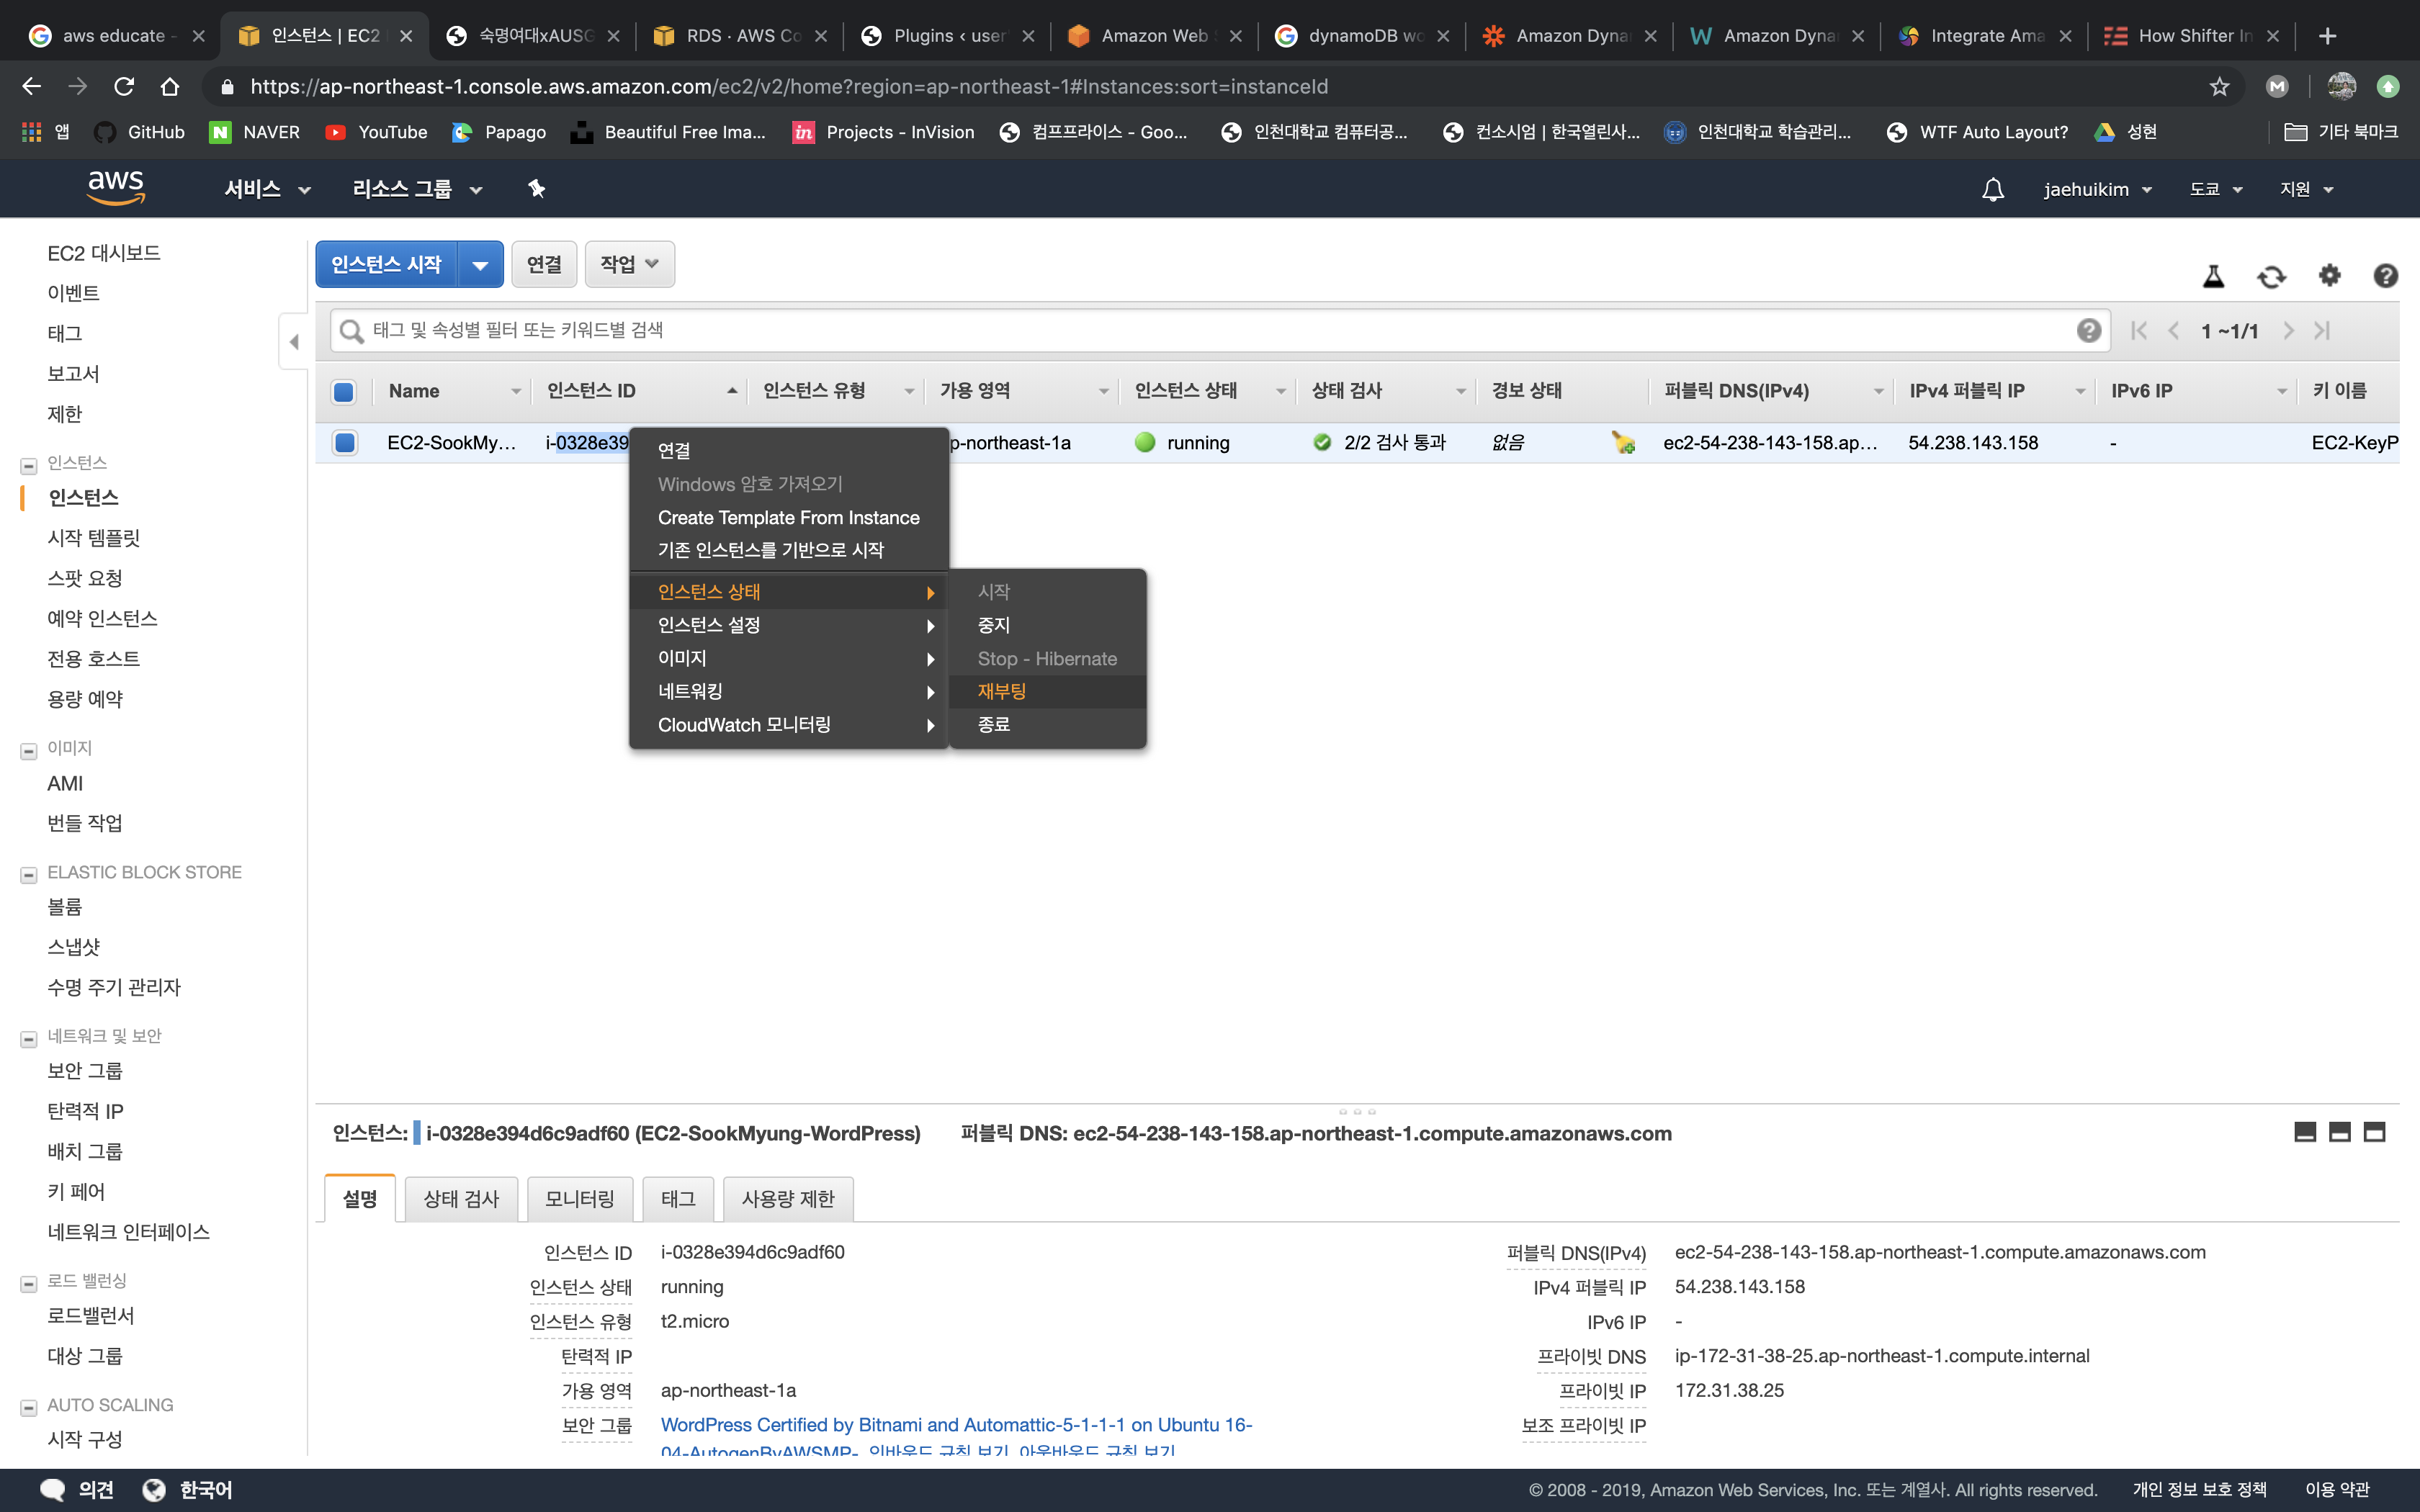 aws educate -
인스턴스 | EC2
숙명여대xAUSG
RDS · AWS Co
Plugins ‹ user'
Amazon Web S
dynamoDB wo
Amazon Dynam
Amazon Dynam
Integrate Ama
How Shifter In
https://ap-northeast-1.console.aws.amazon.com/ec2/v2/home?region=ap-northeast-1#Instances:sort=instanceId
앱 GitHub NAVER YouTube Papago Beautiful Free Ima... Projects - InVision 컴프프라이스 - Goo... 인천대학교 컴퓨터공... 컨소시엄 | 한국열린사... 인천대학교 학습관리... WTF Auto Layout? 성현 기타 북마크
aws 서비스 리소스 그룹 jaehuikim 도쿄 지원
EC2 대시보드
이벤트
태그
보고서
제한
인스턴스
인스턴스
시작 템플릿
스팟 요청
예약 인스턴스
전용 호스트
용량 예약
이미지
AMI
번들 작업
ELASTIC BLOCK STORE
볼륨
스냅샷
수명 주기 관리자
네트워크 및 보안
보안 그룹
탄력적 IP
배치 그룹
키 페어
네트워크 인터페이스
로드 밸런싱
로드밸런서
대상 그룹
AUTO SCALING
시작 구성
인스턴스 시작 연결 작업
태그 및 속성별 필터 또는 키워드별 검색
1 ~1/1
Name 인스턴스 ID 인스턴스 유형 가용 영역 인스턴스 상태 상태 검사 경보 상태 퍼블릭 DNS(IPv4) IPv4 퍼블릭 IP IPv6 IP 키 이름
EC2-SookMy... i-0328e39 p-northeast-1a running 2/2 검사 통과 없음 ec2-54-238-143-158.ap... 54.238.143.158 - EC2-KeyP
연결
Windows 암호 가져오기
Create Template From Instance
기존 인스턴스를 기반으로 시작
인스턴스 상태
인스턴스 설정
이미지
네트워킹
CloudWatch 모니터링
시작
중지
Stop - Hibernate
재부팅
종료
인스턴스: i-0328e394d6c9adf60 (EC2-SookMyung-WordPress) 퍼블릭 DNS: ec2-54-238-143-158.ap-northeast-1.compute.amazonaws.com
설명 상태 검사 모니터링 태그 사용량 제한
인스턴스 ID i-0328e394d6c9adf60
인스턴스 상태 running
인스턴스 유형 t2.micro
탄력적 IP
가용 영역 ap-northeast-1a
보안 그룹 WordPress Certified by Bitnami and Automattic-5-1-1-1 on Ubuntu 16-
04-AutogenByAWSMP-. 인바운드 규칙 보기. 아웃바운드 규칙 보기
퍼블릭 DNS(IPv4) ec2-54-238-143-158.ap-northeast-1.compute.amazonaws.com
IPv4 퍼블릭 IP 54.238.143.158
IPv6 IP -
프라이빗 DNS ip-172-31-38-25.ap-northeast-1.compute.internal
프라이빗 IP 172.31.38.25
보조 프라이빗 IP
의견 한국어
© 2008 - 2019, Amazon Web Services, Inc. 또는 계열사. All rights reserved. 개인 정보 보호 정책 이용 약관